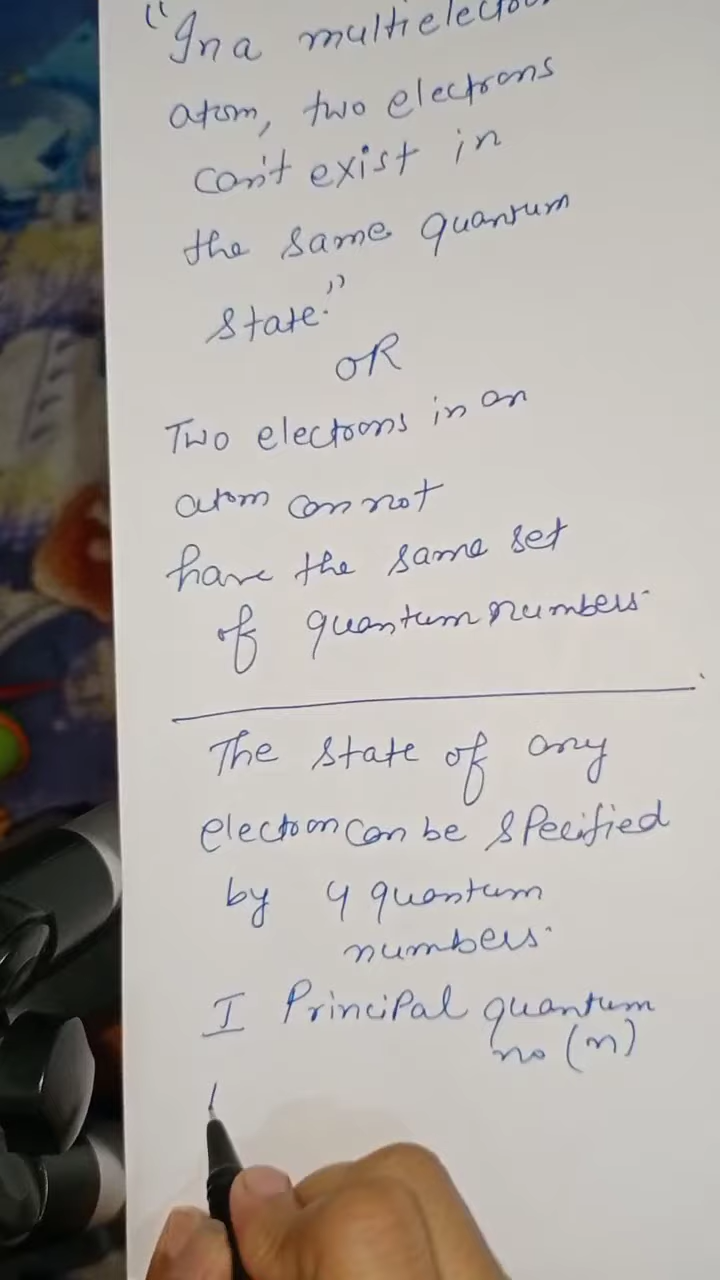 "In a multielectron
atom, two electrons
can't exist in
the same quantum
state."
OR
Two electrons in an
atom can not
have the same set
of quantum numbers.
The state of any
electron can be specified
by 4 quantum
numbers.
I Principal quantum
no (n)